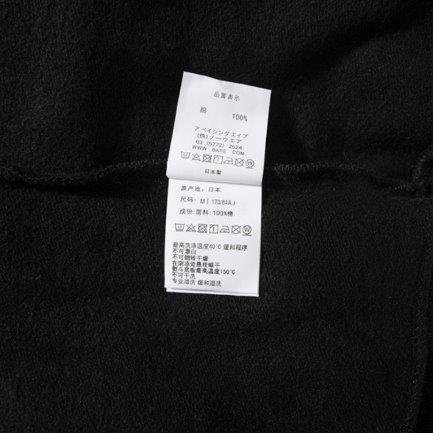 品質表示
綿 100%
アベイシングエイプ
(株)ノーウエア
03 (5772) 2524
WWW BAPE COM
日本製
原产地: 日本
尺码: M [ 170/84A ]
成份: 面料: 100%棉
最高洗涤温度40℃ 缓和程序
不可漂白
不可翻转干燥
在阴凉处悬挂晾干
熨斗底板最高温度150℃
不可干洗
专业湿洗 缓和湿洗